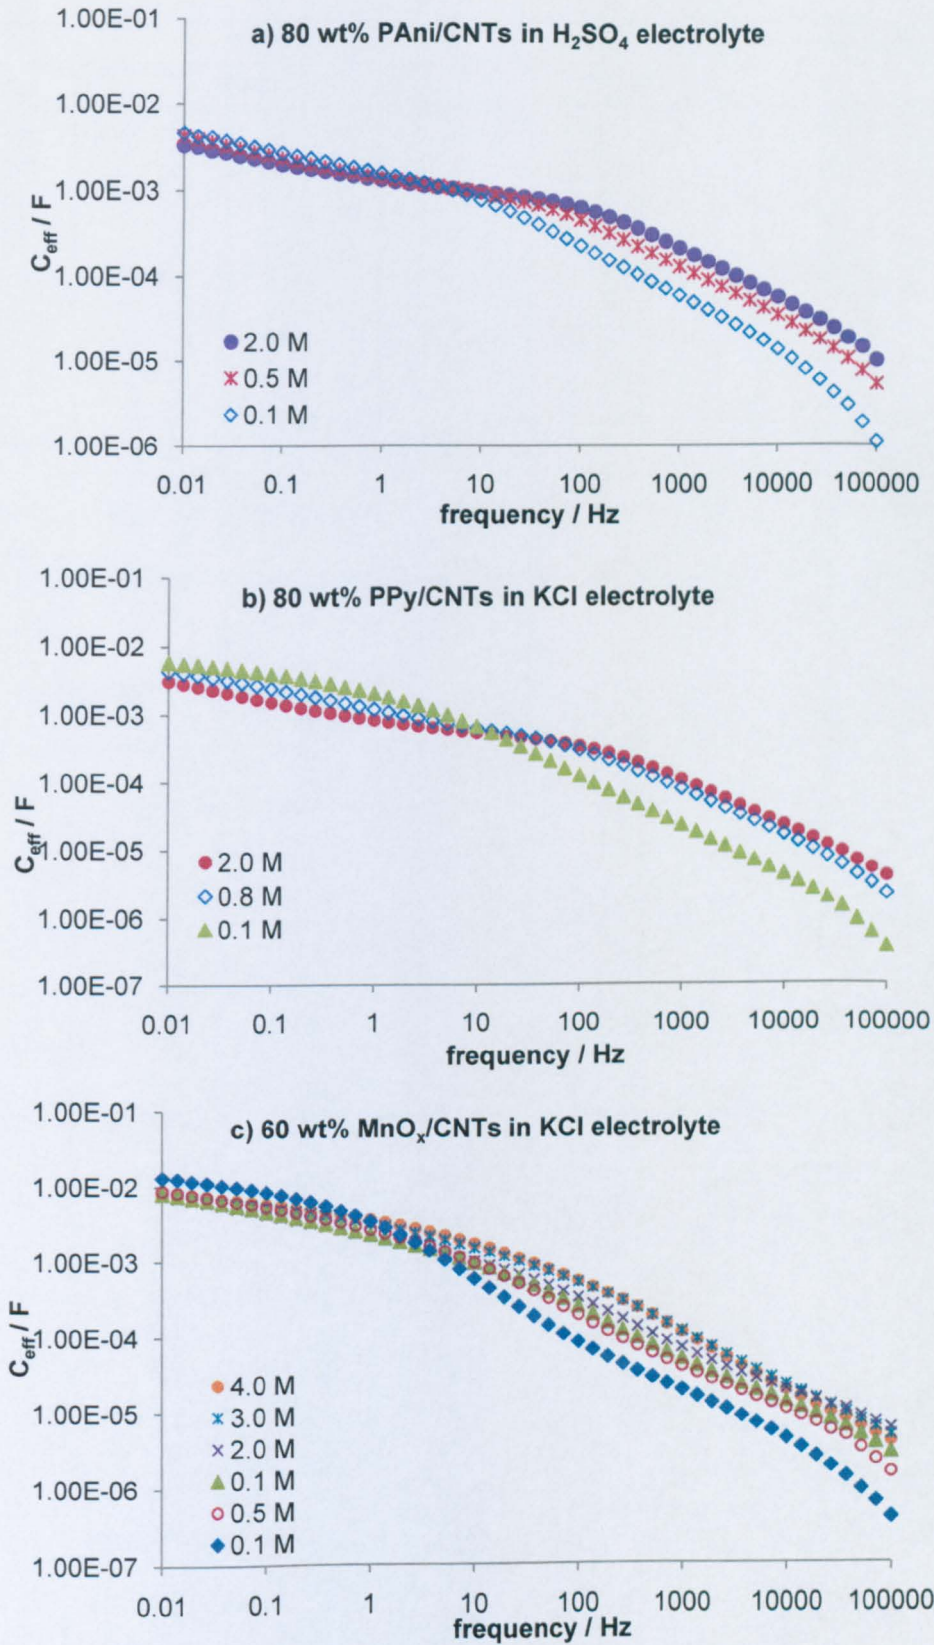 a) 80 wt% PAni/CNTs in H₂SO₄ electrolyte
1.00E-01
1.00E-02
1.00E-03
1.00E-04
1.00E-05
1.00E-06
C_eff / F
2.0 M
0.5 M
0.1 M
0.01 0.1 1 10 100 1000 10000 100000
frequency / Hz
b) 80 wt% PPy/CNTs in KCl electrolyte
1.00E-01
1.00E-02
1.00E-03
1.00E-04
1.00E-05
1.00E-06
1.00E-07
C_eff / F
2.0 M
0.8 M
0.1 M
0.01 0.1 1 10 100 1000 10000 100000
frequency / Hz
c) 60 wt% MnOₓ/CNTs in KCl electrolyte
1.00E-01
1.00E-02
1.00E-03
1.00E-04
1.00E-05
1.00E-06
1.00E-07
C_eff / F
4.0 M
3.0 M
2.0 M
0.1 M
0.5 M
0.1 M
0.01 0.1 1 10 100 1000 10000 100000
frequency / Hz